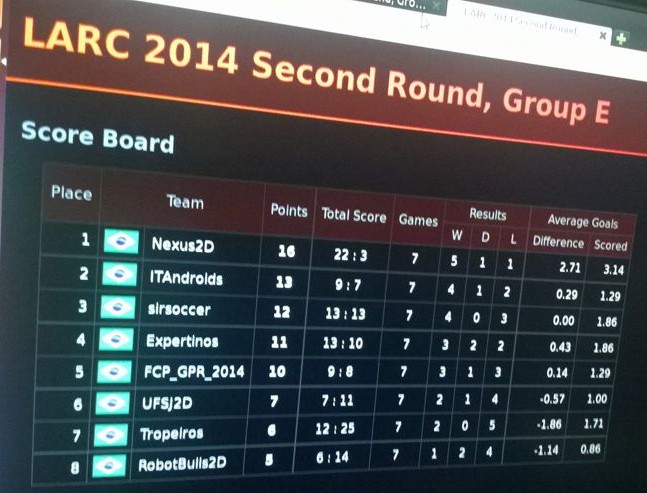 LARC 2014 Second Round, Group E
Score Board
Place Team Points Total Score Games Results Average Goals
W D L Difference Scored
1 Nexus2D 16 22 : 3 7 5 1 1 2.71 3.14
2 ITAndroids 13 9 : 7 7 4 1 2 0.29 1.29
3 sirsoccer 12 13 : 13 7 4 0 3 0.00 1.86
4 Expertinos 11 13 : 10 7 3 2 2 0.43 1.86
5 FCP_GPR_2014 10 9 : 8 7 3 1 3 0.14 1.29
6 UFSJ2D 7 7 : 11 7 2 1 4 -0.57 1.00
7 Tropeiros 6 12 : 25 7 2 0 5 -1.86 1.71
8 RobotBulls2D 5 6 : 14 7 1 2 4 -1.14 0.86